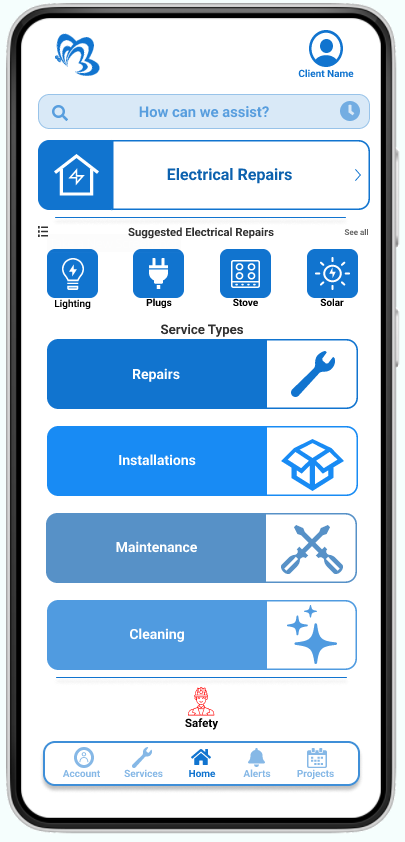 Client Name
How can we assist?
Electrical Repairs
Suggested Electrical Repairs
See all
Lighting
Plugs
Stove
Solar
Service Types
Repairs
Installations
Maintenance
Cleaning
Safety
Account
Services
Home
Alerts
Projects